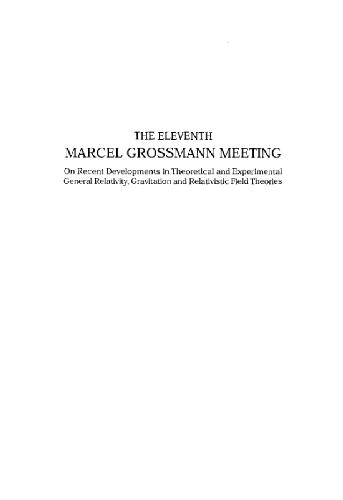 THE ELEVENTH
MARCEL GROSSMANN MEETING
On Recent Developments in Theoretical and Experimental
General Relativity, Gravitation and Relativistic Field Theories